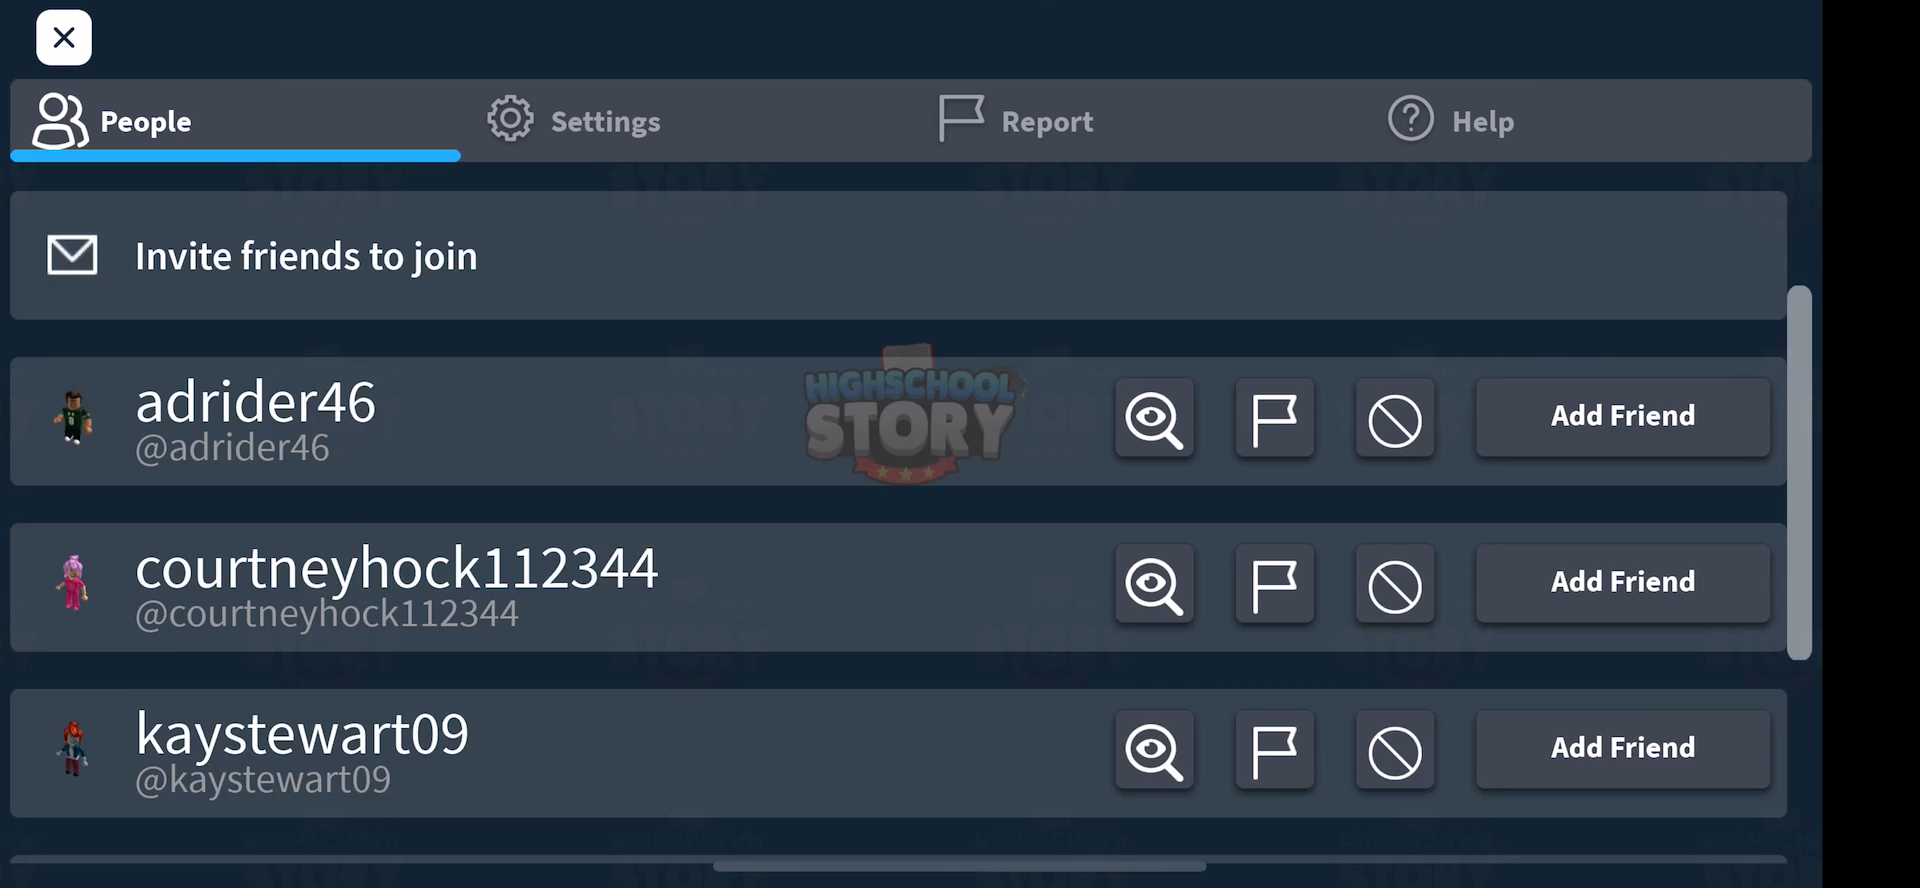 People
Settings
Report
Help
Invite friends to join
HIGHSCHOOL
STORY
adrider46
@adrider46
Add Friend
courtneyhock112344
@courtneyhock112344
Add Friend
kaystewart09
@kaystewart09
Add Friend